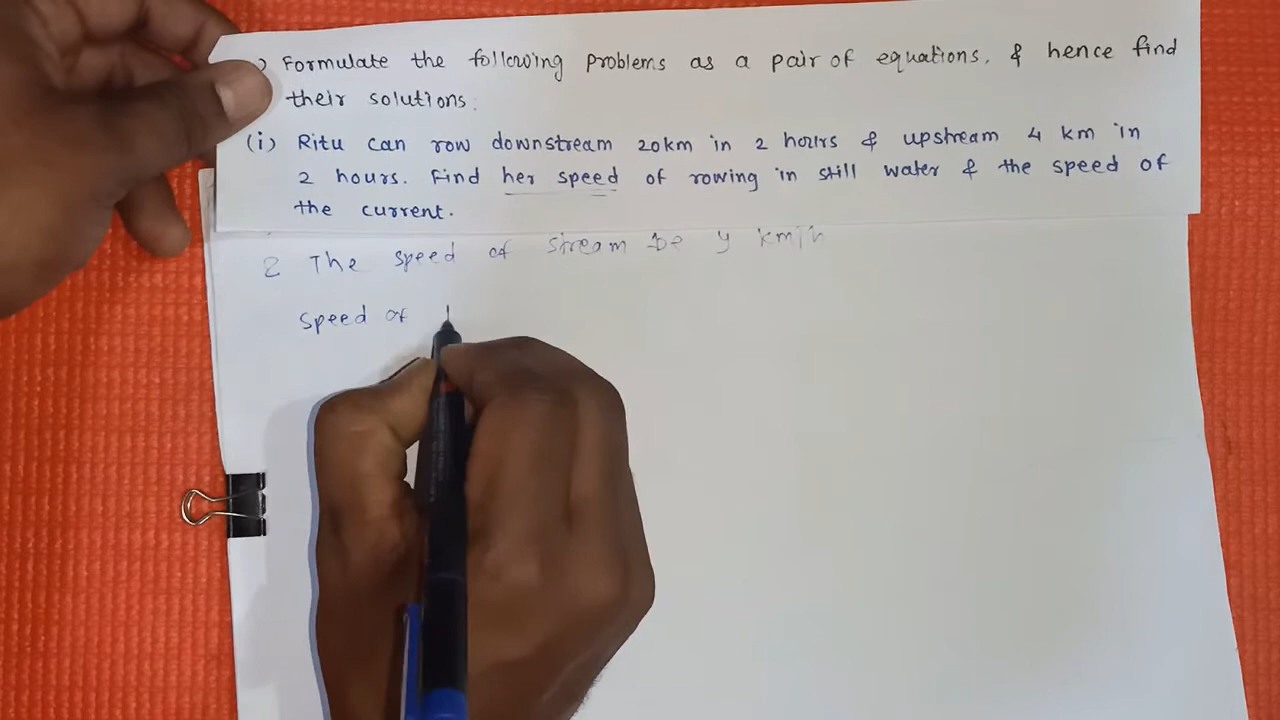 ) Formulate the following problems as a pair of equations, & hence find
their solutions:
(i) Ritu can row downstream 20km in 2 hours & upstream 4 km in
2 hours. Find her speed of rowing in still water & the speed of
the current.
& The speed of stream be y km/h
Speed of